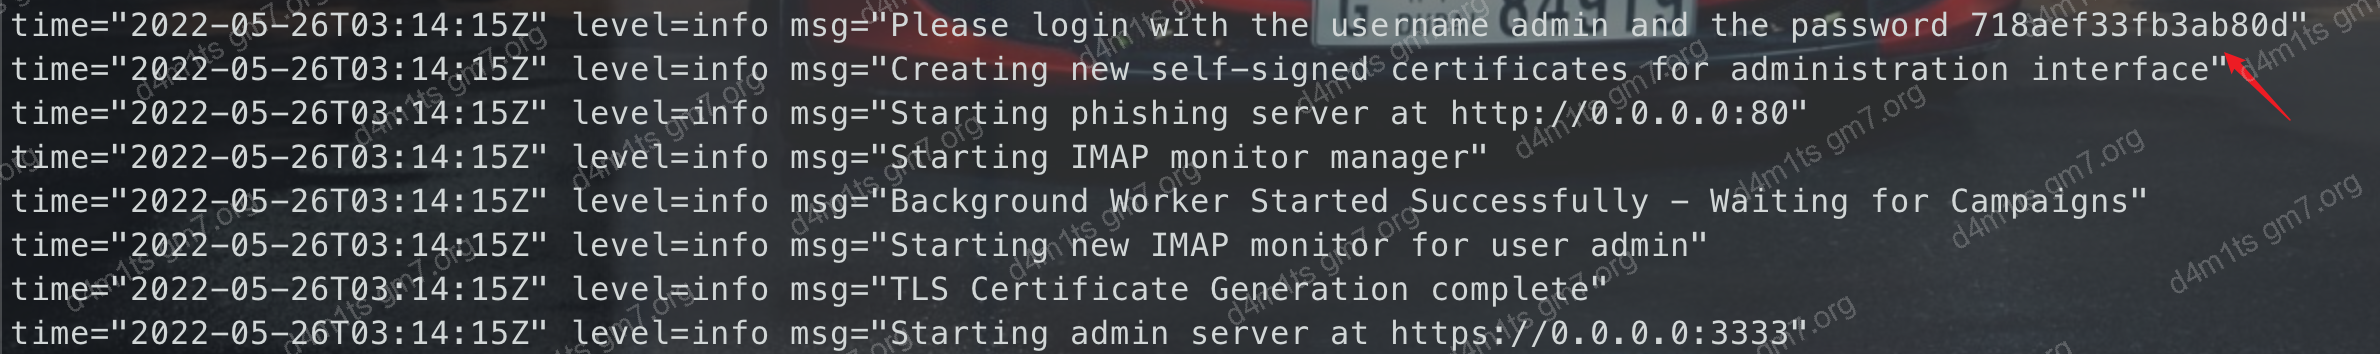 time="2022-05-26T03:14:15Z" level=info msg="Please login with the username admin and the password 718aef33fb3ab80d"
time="2022-05-26T03:14:15Z" level=info msg="Creating new self-signed certificates for administration interface"
time="2022-05-26T03:14:15Z" level=info msg="Starting phishing server at http://0.0.0.0:80"
time="2022-05-26T03:14:15Z" level=info msg="Starting IMAP monitor manager"
time="2022-05-26T03:14:15Z" level=info msg="Background Worker Started Successfully - Waiting for Campaigns"
time="2022-05-26T03:14:15Z" level=info msg="Starting new IMAP monitor for user admin"
time="2022-05-26T03:14:15Z" level=info msg="TLS Certificate Generation complete"
time="2022-05-26T03:14:15Z" level=info msg="Starting admin server at https://0.0.0.0:3333"
d4m1ts gm7.org